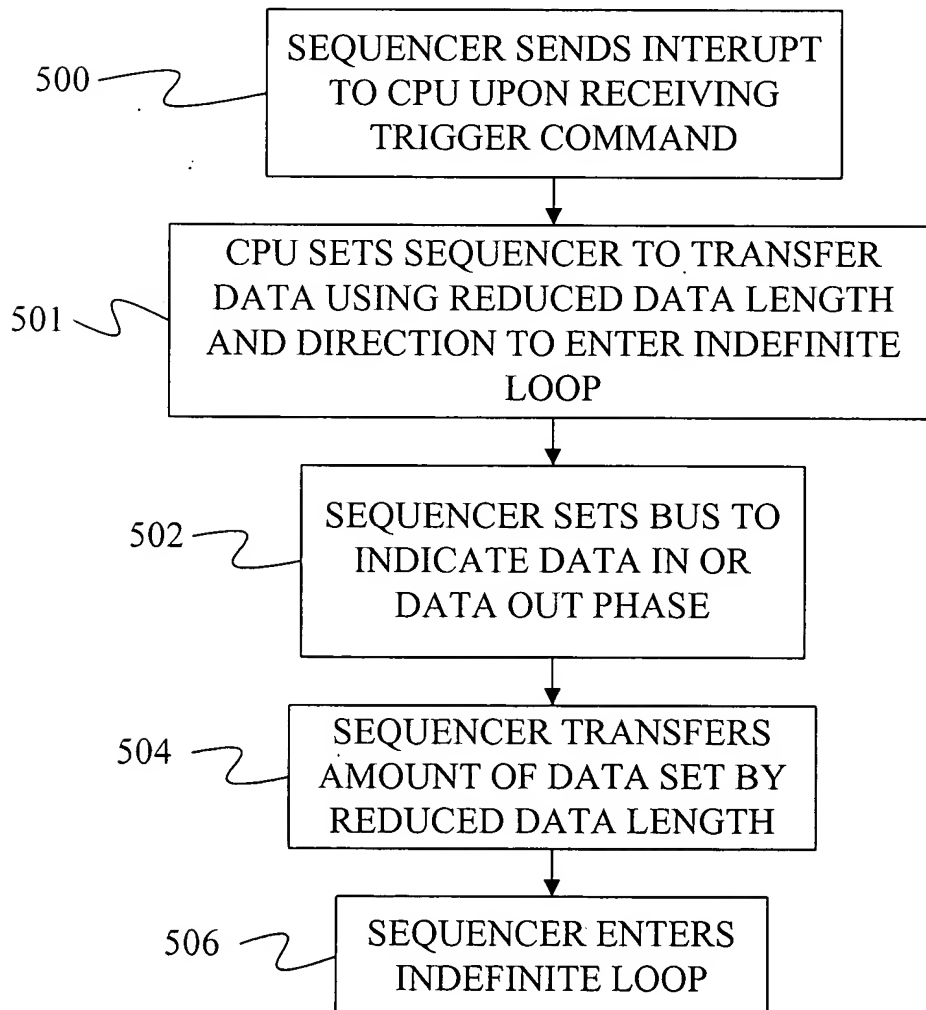 500
SEQUENCER SENDS INTERUPT
TO CPU UPON RECEIVING
TRIGGER COMMAND
501
CPU SETS SEQUENCER TO TRANSFER
DATA USING REDUCED DATA LENGTH
AND DIRECTION TO ENTER INDEFINITE
LOOP
502
SEQUENCER SETS BUS TO
INDICATE DATA IN OR
DATA OUT PHASE
504
SEQUENCER TRANSFERS
AMOUNT OF DATA SET BY
REDUCED DATA LENGTH
506
SEQUENCER ENTERS
INDEFINITE LOOP